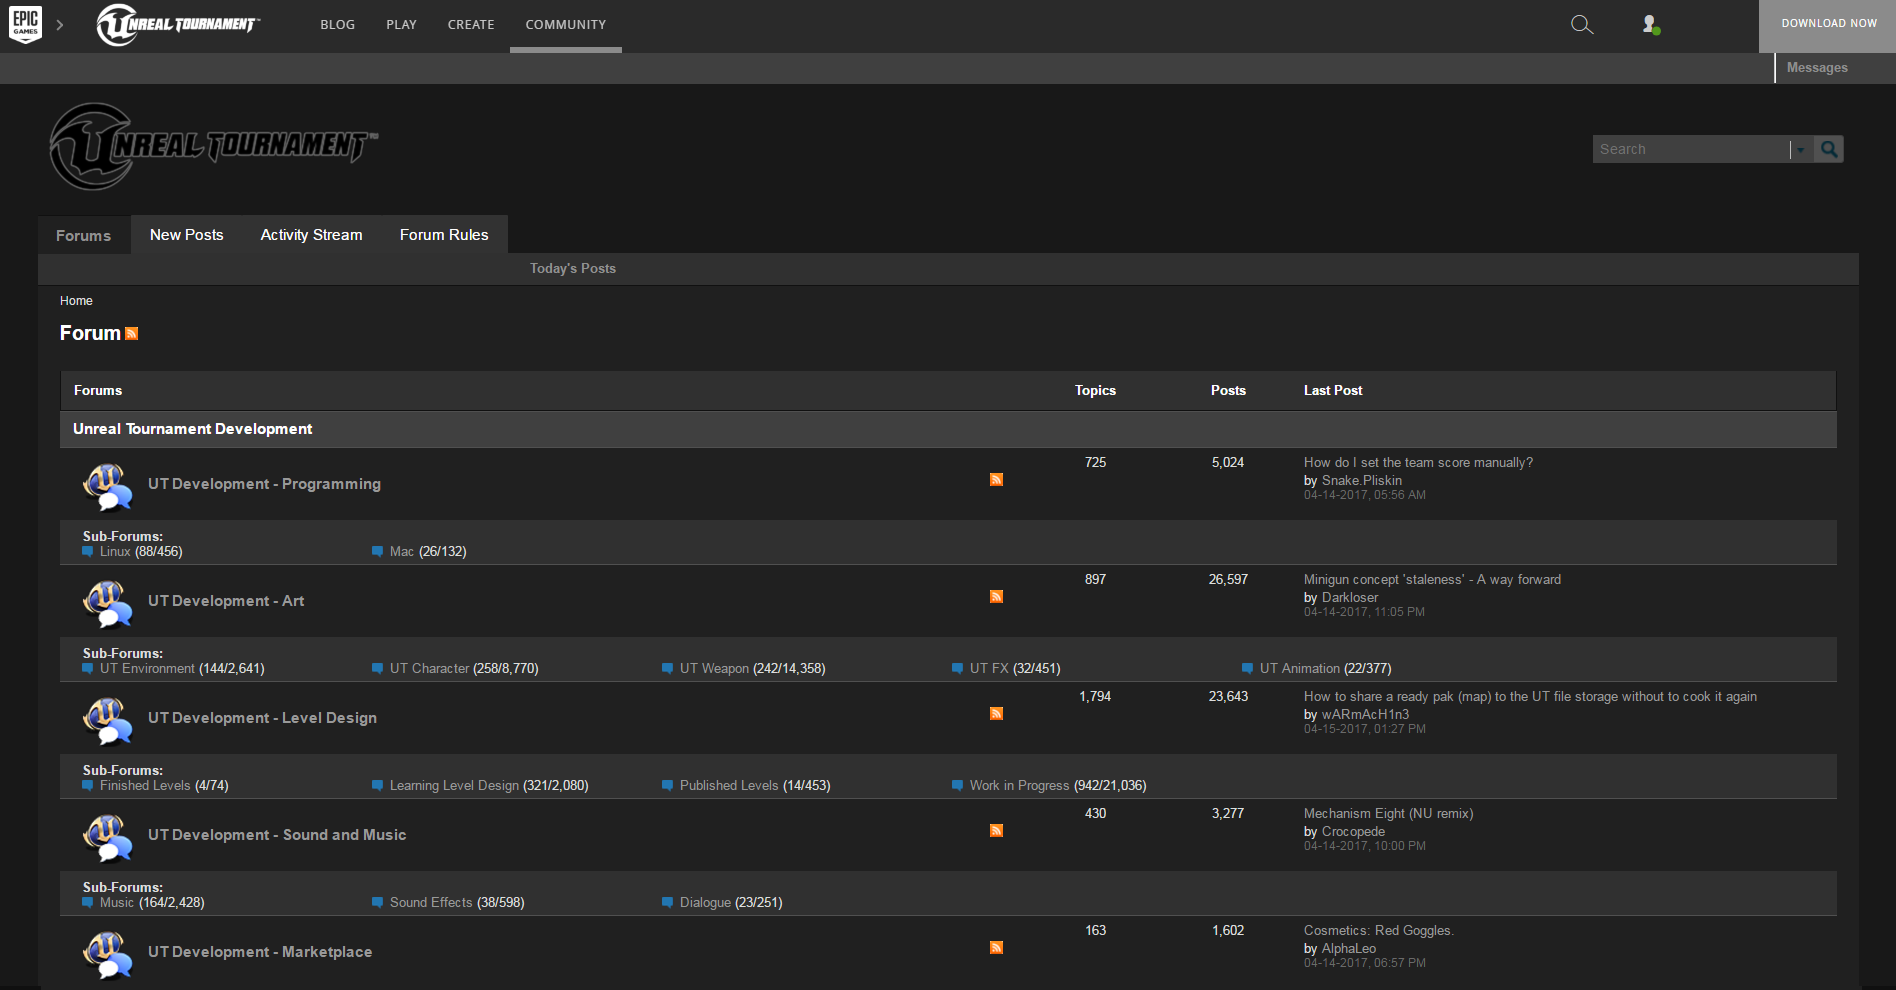 EPIC GAMES
UNREAL TOURNAMENT™
BLOG PLAY CREATE COMMUNITY
DOWNLOAD NOW
Messages
UNREAL TOURNAMENT™
Search
Forums New Posts Activity Stream Forum Rules
Today's Posts
Home
Forum
Forums Topics Posts Last Post
Unreal Tournament Development
UT Development - Programming
725 5,024
How do I set the team score manually?
by Snake.Pliskin
04-14-2017, 05:56 AM
Sub-Forums:
Linux (88/456) Mac (26/132)
UT Development - Art
897 26,597
Minigun concept 'staleness' - A way forward
by Darkloser
04-14-2017, 11:05 PM
Sub-Forums:
UT Environment (144/2,641) UT Character (258/8,770) UT Weapon (242/14,358) UT FX (32/451) UT Animation (22/377)
UT Development - Level Design
1,794 23,643
How to share a ready pak (map) to the UT file storage without to cook it again
by wARmAcH1n3
04-15-2017, 01:27 PM
Sub-Forums:
Finished Levels (4/74) Learning Level Design (321/2,080) Published Levels (14/453) Work in Progress (942/21,036)
UT Development - Sound and Music
430 3,277
Mechanism Eight (NU remix)
by Crocopede
04-14-2017, 10:00 PM
Sub-Forums:
Music (164/2,428) Sound Effects (38/598) Dialogue (23/251)
UT Development - Marketplace
163 1,602
Cosmetics: Red Goggles.
by AlphaLeo
04-14-2017, 06:57 PM